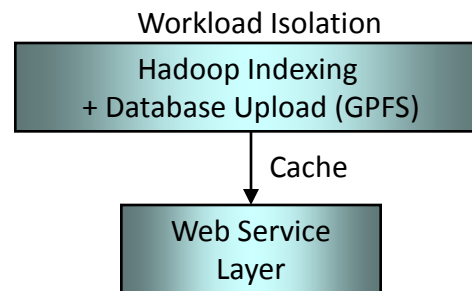 Workload Isolation
Hadoop Indexing
+ Database Upload (GPFS)
Cache
Web Service
Layer